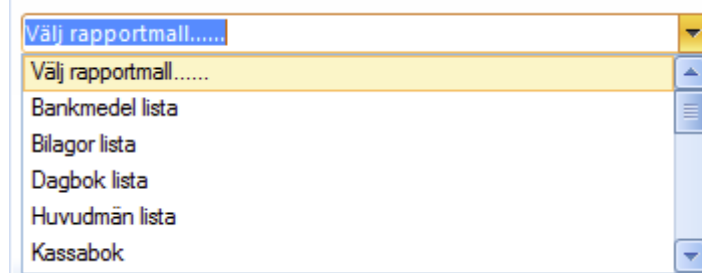 Välj rapportmall......
Välj rapportmall......
Bankmedel lista
Bilagor lista
Dagbok lista
Huvudmän lista
Kassabok